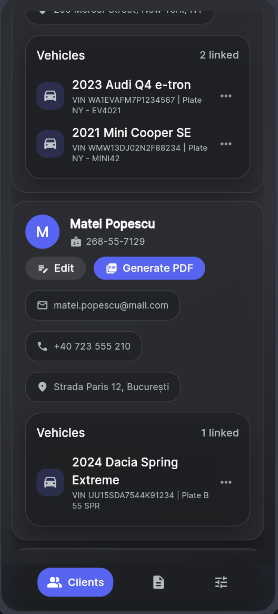 Vehicles
2 linked
2023 Audi Q4 e-tron
VIN WA1EVAFM7P1234567 | Plate
NY - EV4021
2021 Mini Cooper SE
VIN WMW13DJ02N2F88234 | Plate
NY - MINI42
M
Matei Popescu
268-55-7129
Edit
Generate PDF
matei.popescu@mail.com
+40 723 555 210
Strada Paris 12, București
Vehicles
1 linked
2024 Dacia Spring
Extreme
VIN UU15SDA7544K91234 | Plate B
55 SPR
Clients